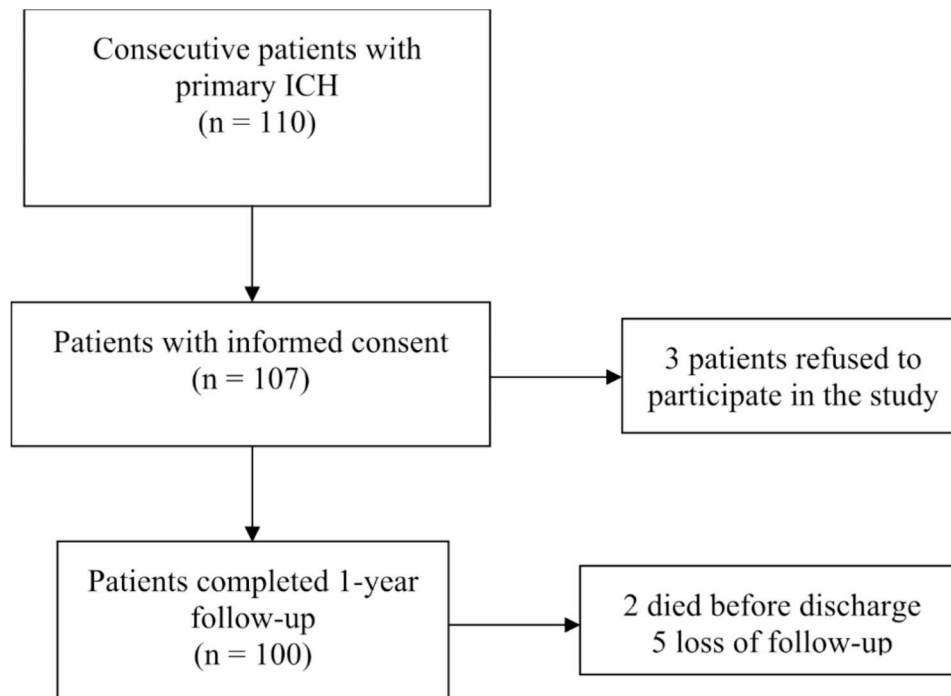 Consecutive patients with
primary ICH
(n = 110)
Patients with informed consent
(n = 107)
3 patients refused to
participate in the study
Patients completed 1-year
follow-up
(n = 100)
2 died before discharge
5 loss of follow-up